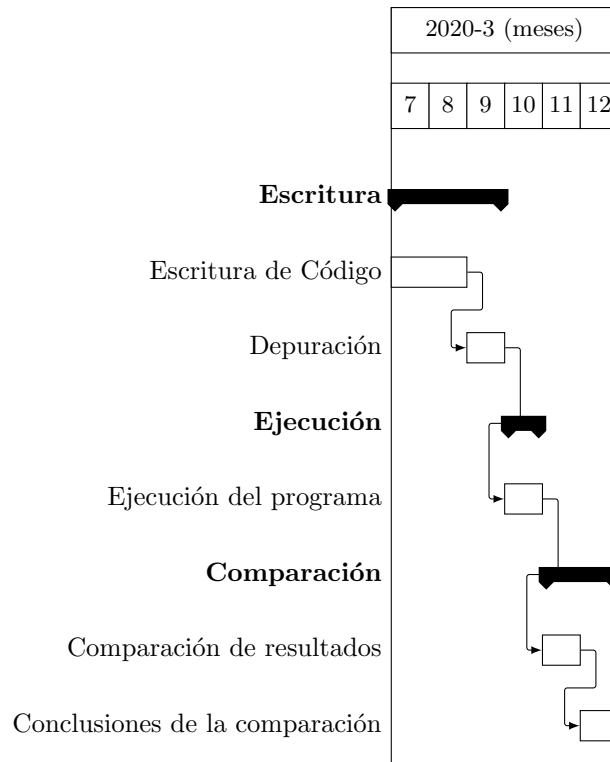 2020-3 (meses)
7 8 9 10 11 12
Escritura
Escritura de Código
Depuración
Ejecución
Ejecución del programa
Comparación
Comparación de resultados
Conclusiones de la comparación